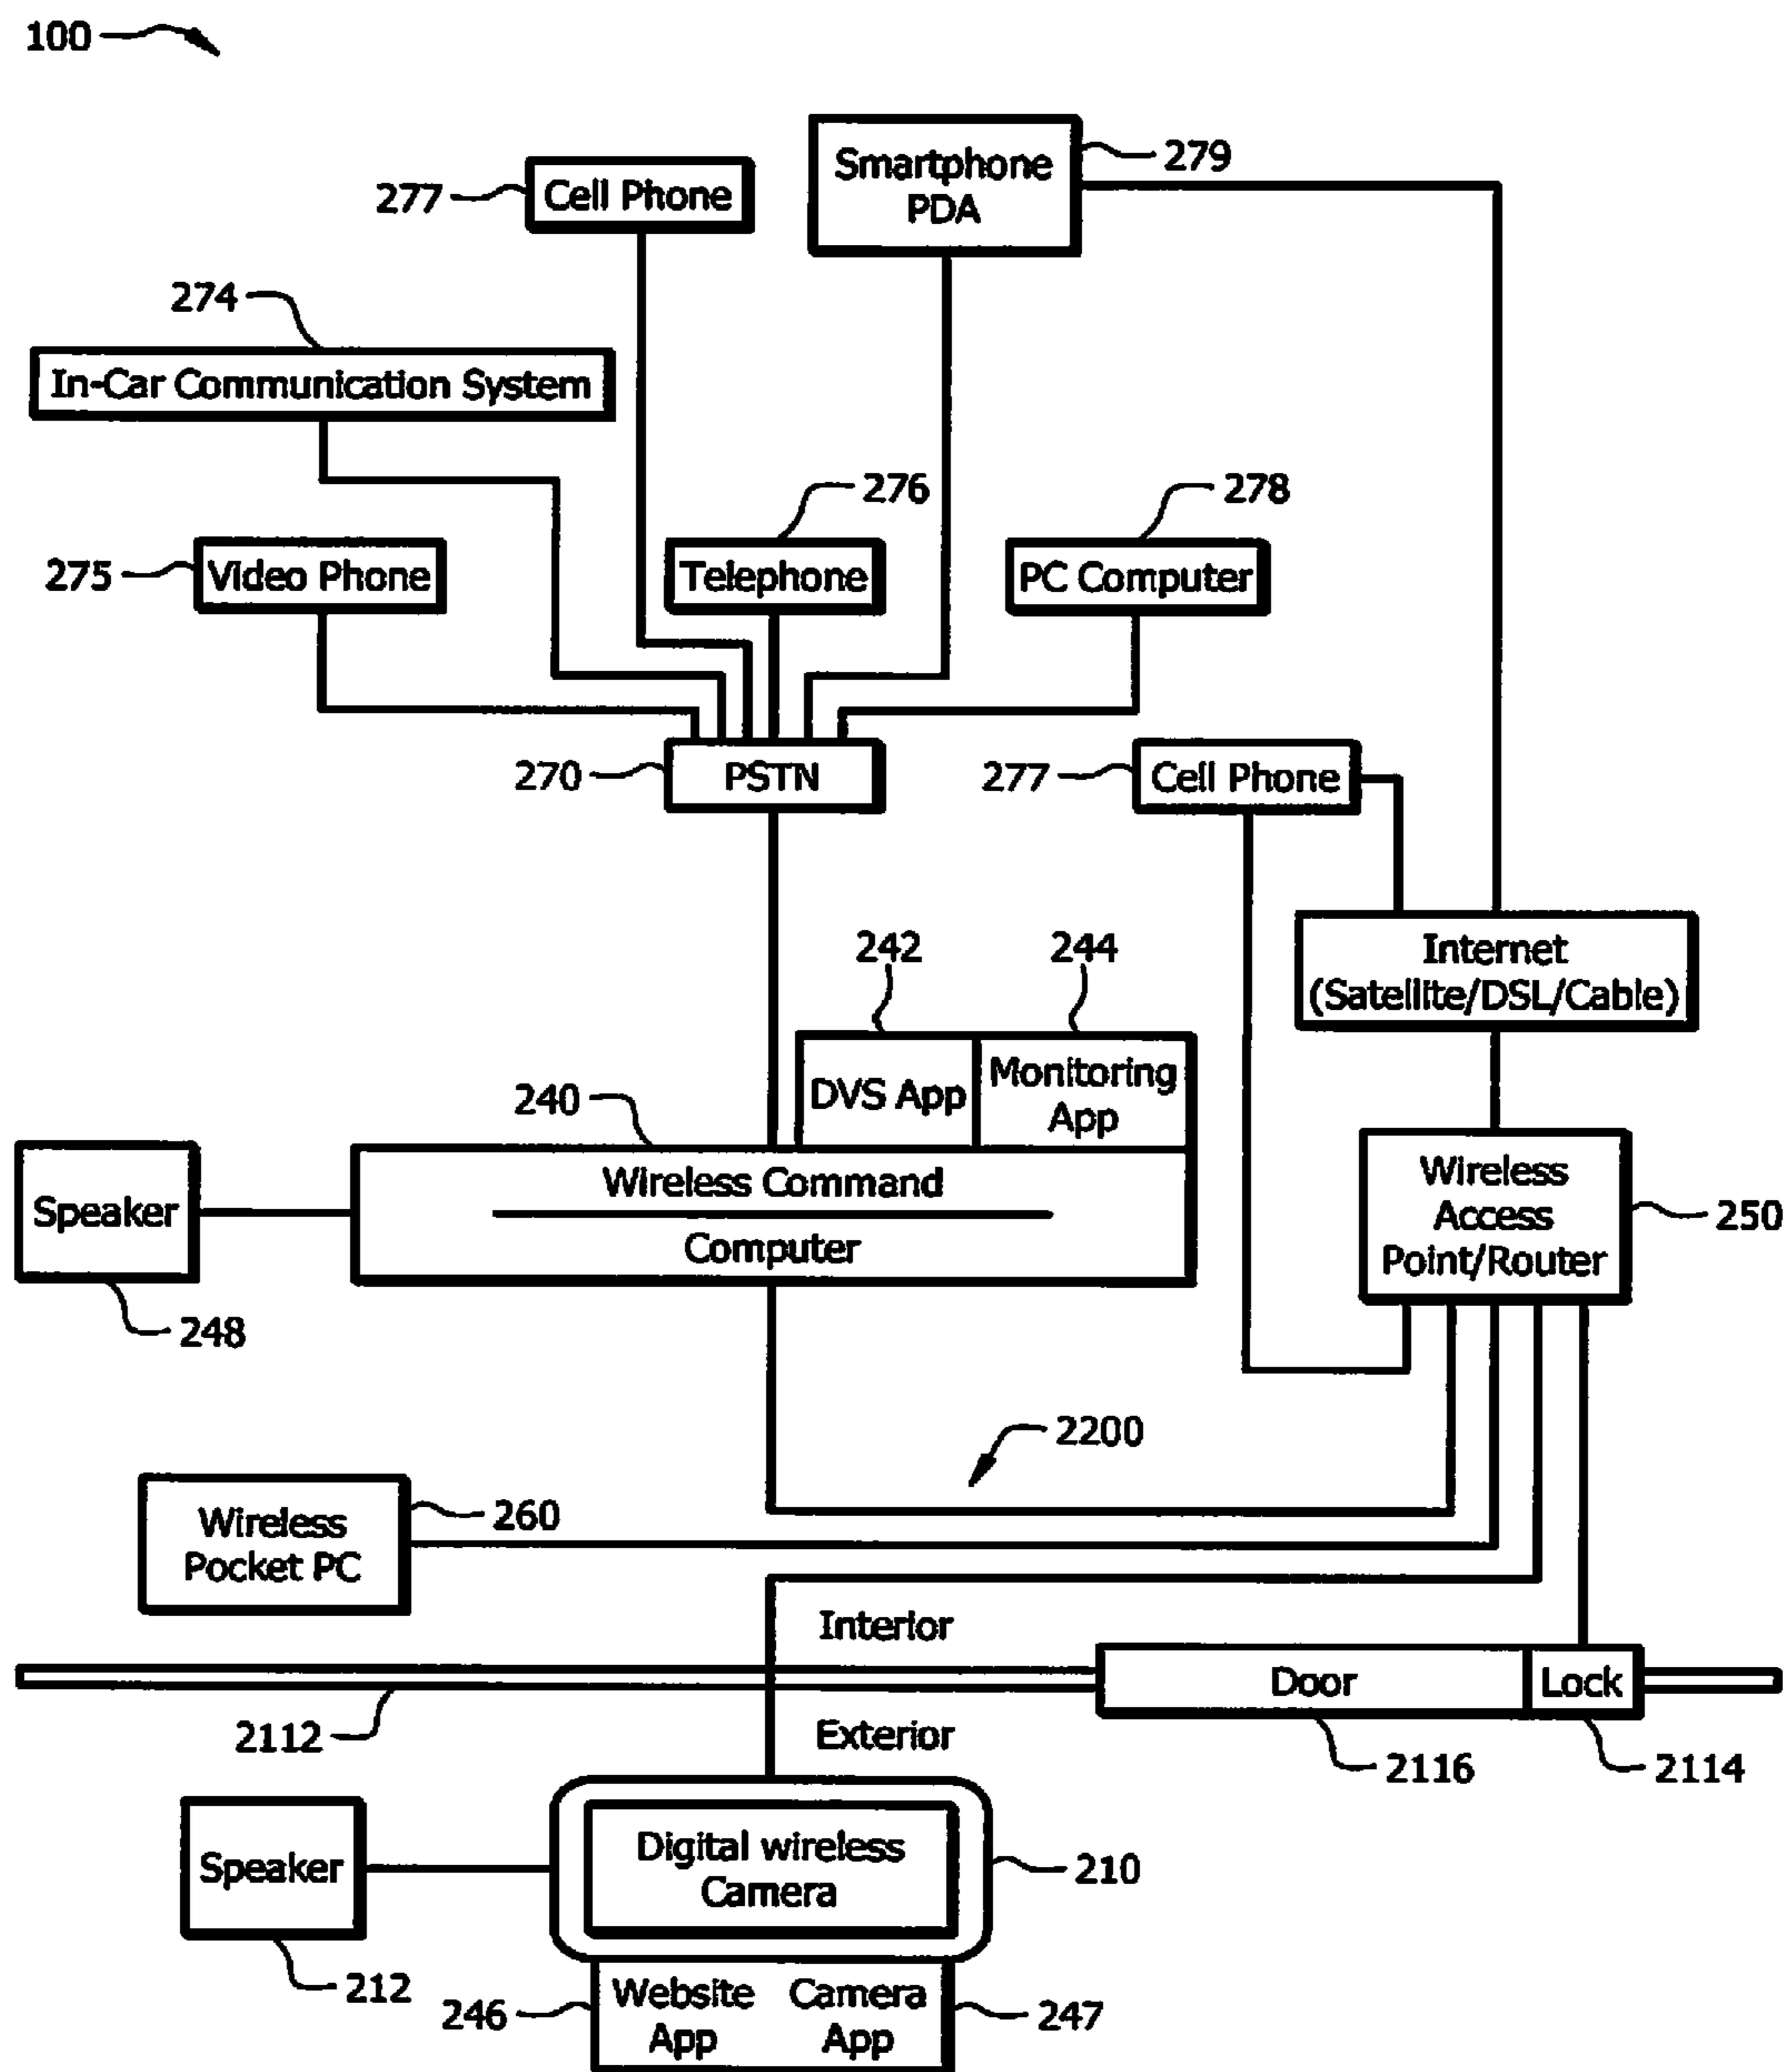 100
Smartphone
PDA
279
277
Cell Phone
274
In-Car Communication System
276
278
275
Video Phone
Telephone
PC Computer
270
PSTN
277
Cell Phone
Internet
(Satellite/DSL/Cable)
242
244
DVS App
Monitoring
App
240
Wireless Command
Computer
Speaker
248
Wireless
Access
Point/Router
250
2200
Wireless
Pocket PC
260
Interior
Door
Lock
2112
Exterior
2116
2114
Speaker
212
Digital wireless
Camera
210
246
Website
App
Camera
App
247